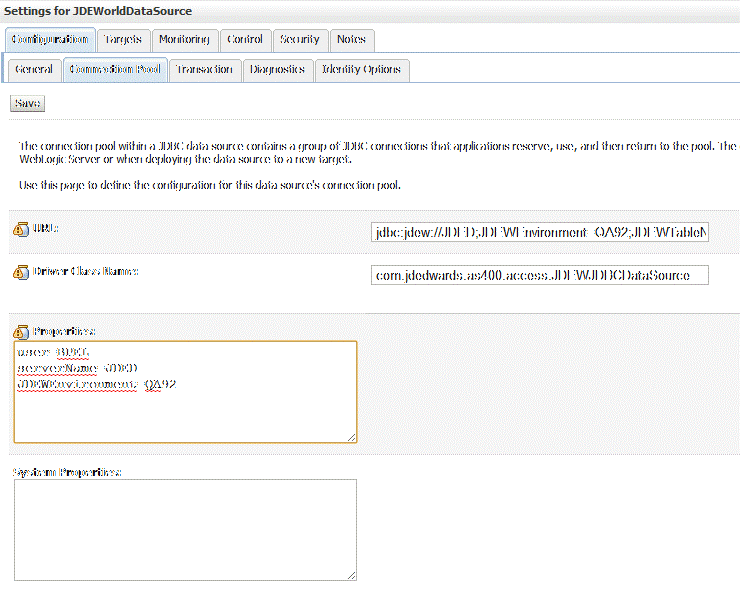 Settings for JDEWorldDataSource
Configuration Targets Monitoring Control Security Notes
General Connection Pool Transaction Diagnostics Identity Options
Save
The connection pool within a JDBC data source contains a group of JDBC connections that applications reserve, use, and then return to the pool. The
WebLogic Server or when deploying the data source to a new target.
Use this page to define the configuration for this data source's connection pool.
URL:
jdbc:jdew://JDED;JDEWEnvironment=QA92;JDEWTableN
Driver Class Name:
com.jdedwards.as400.access.JDEWJDBCDataSource
Properties:
serverName=JDED
JDEWEnvironment=QA92
System Properties: